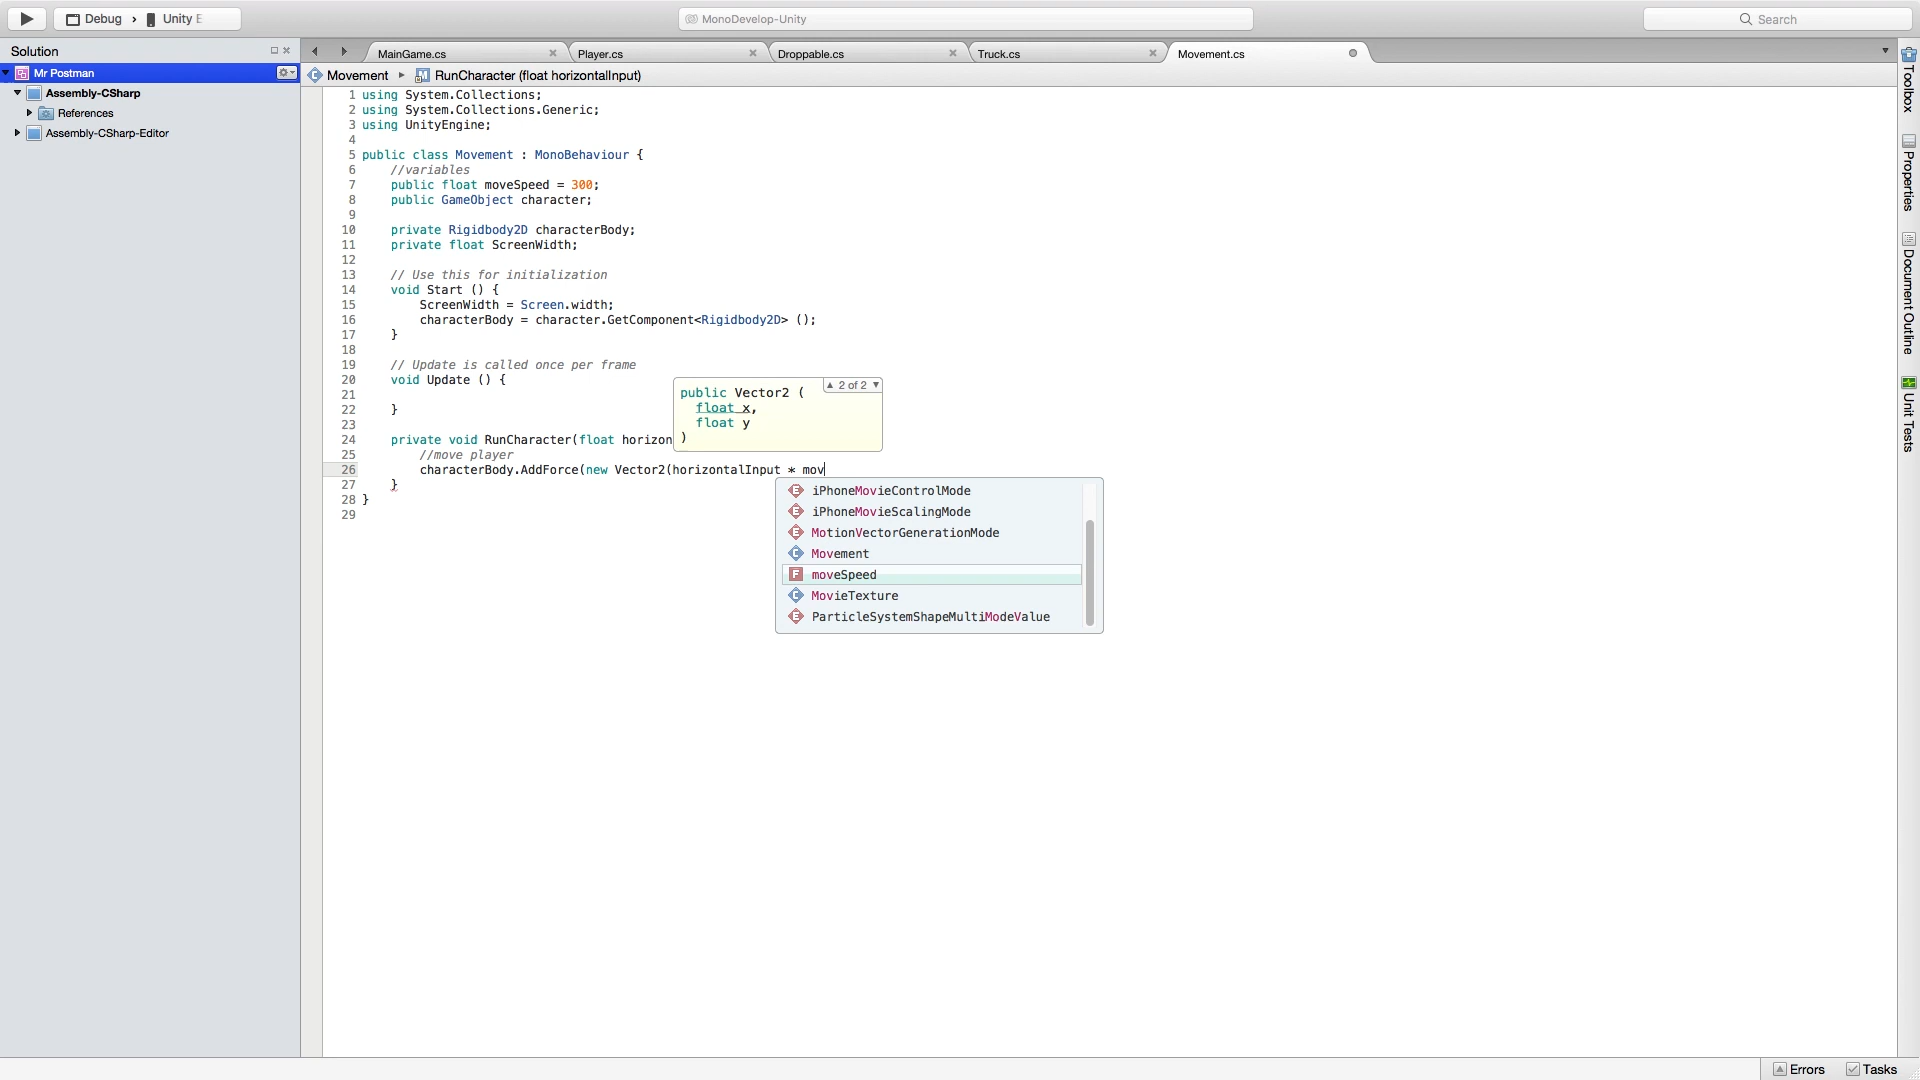 Debug › Unity E
MonoDevelop-Unity
Search
Solution
MainGame.cs
Player.cs
Droppable.cs
Truck.cs
Movement.cs
Mr Postman
Movement ▸ RunCharacter (float horizontalInput)
Assembly-CSharp
References
Assembly-CSharp-Editor
1 using System.Collections;
2 using System.Collections.Generic;
3 using UnityEngine;
4
5 public class Movement : MonoBehaviour {
6 //variables
7 public float moveSpeed = 300;
8 public GameObject character;
9
10 private Rigidbody2D characterBody;
11 private float ScreenWidth;
12
13 // Use this for initialization
14 void Start () {
15 ScreenWidth = Screen.width;
16 characterBody = character.GetComponent<Rigidbody2D> ();
17 }
18
19 // Update is called once per frame
20 void Update () {
21
22 }
23
24 private void RunCharacter(float horizon
25 //move player
26 characterBody.AddForce(new Vector2(horizontalInput * mov
27 }
28 }
29
▲ 2 of 2 ▼
public Vector2 (
float x,
float y
)
iPhoneMovieControlMode
iPhoneMovieScalingMode
MotionVectorGenerationMode
Movement
moveSpeed
MovieTexture
ParticleSystemShapeMultiModeValue
Toolbox
Properties
Document Outline
Unit Tests
Errors
Tasks